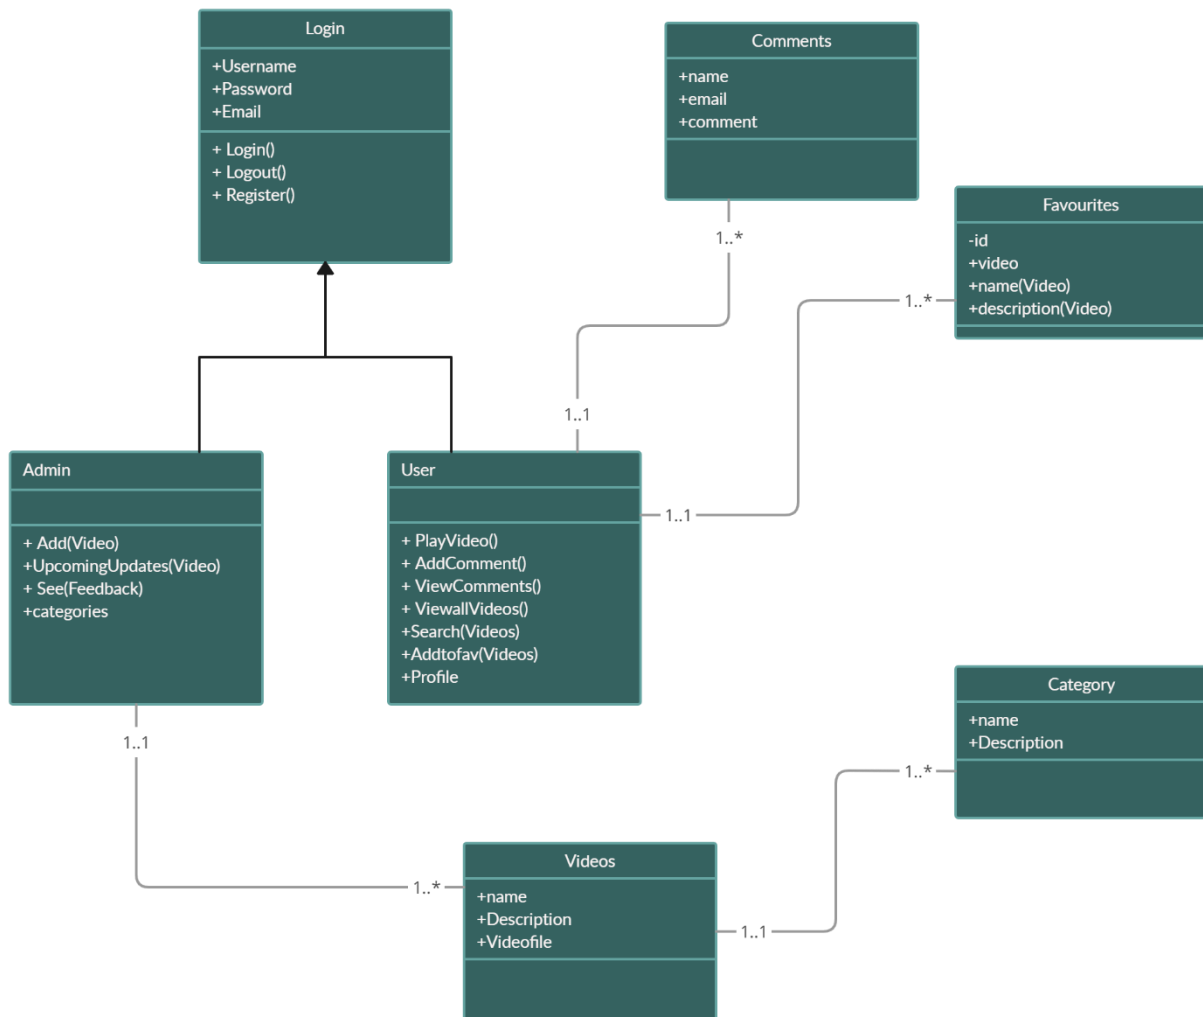 Login
+Username
+Password
+Email
+ Login()
+ Logout()
+ Register()
Comments
+name
+email
+comment
1..*
Favourites
-id
+video
+name(Video)
+description(Video)
1..*
1..1
1..1
Admin
+ Add(Video)
+UpcomingUpdates(Video)
+ See(Feedback)
+categories
User
+ PlayVideo()
+ AddComment()
+ ViewComments()
+ ViewallVideos()
+Search(Videos)
+Addtofav(Videos)
+Profile
1..1
Category
+name
+Description
1..*
Videos
+name
+Description
+Videofile
1..*
1..1